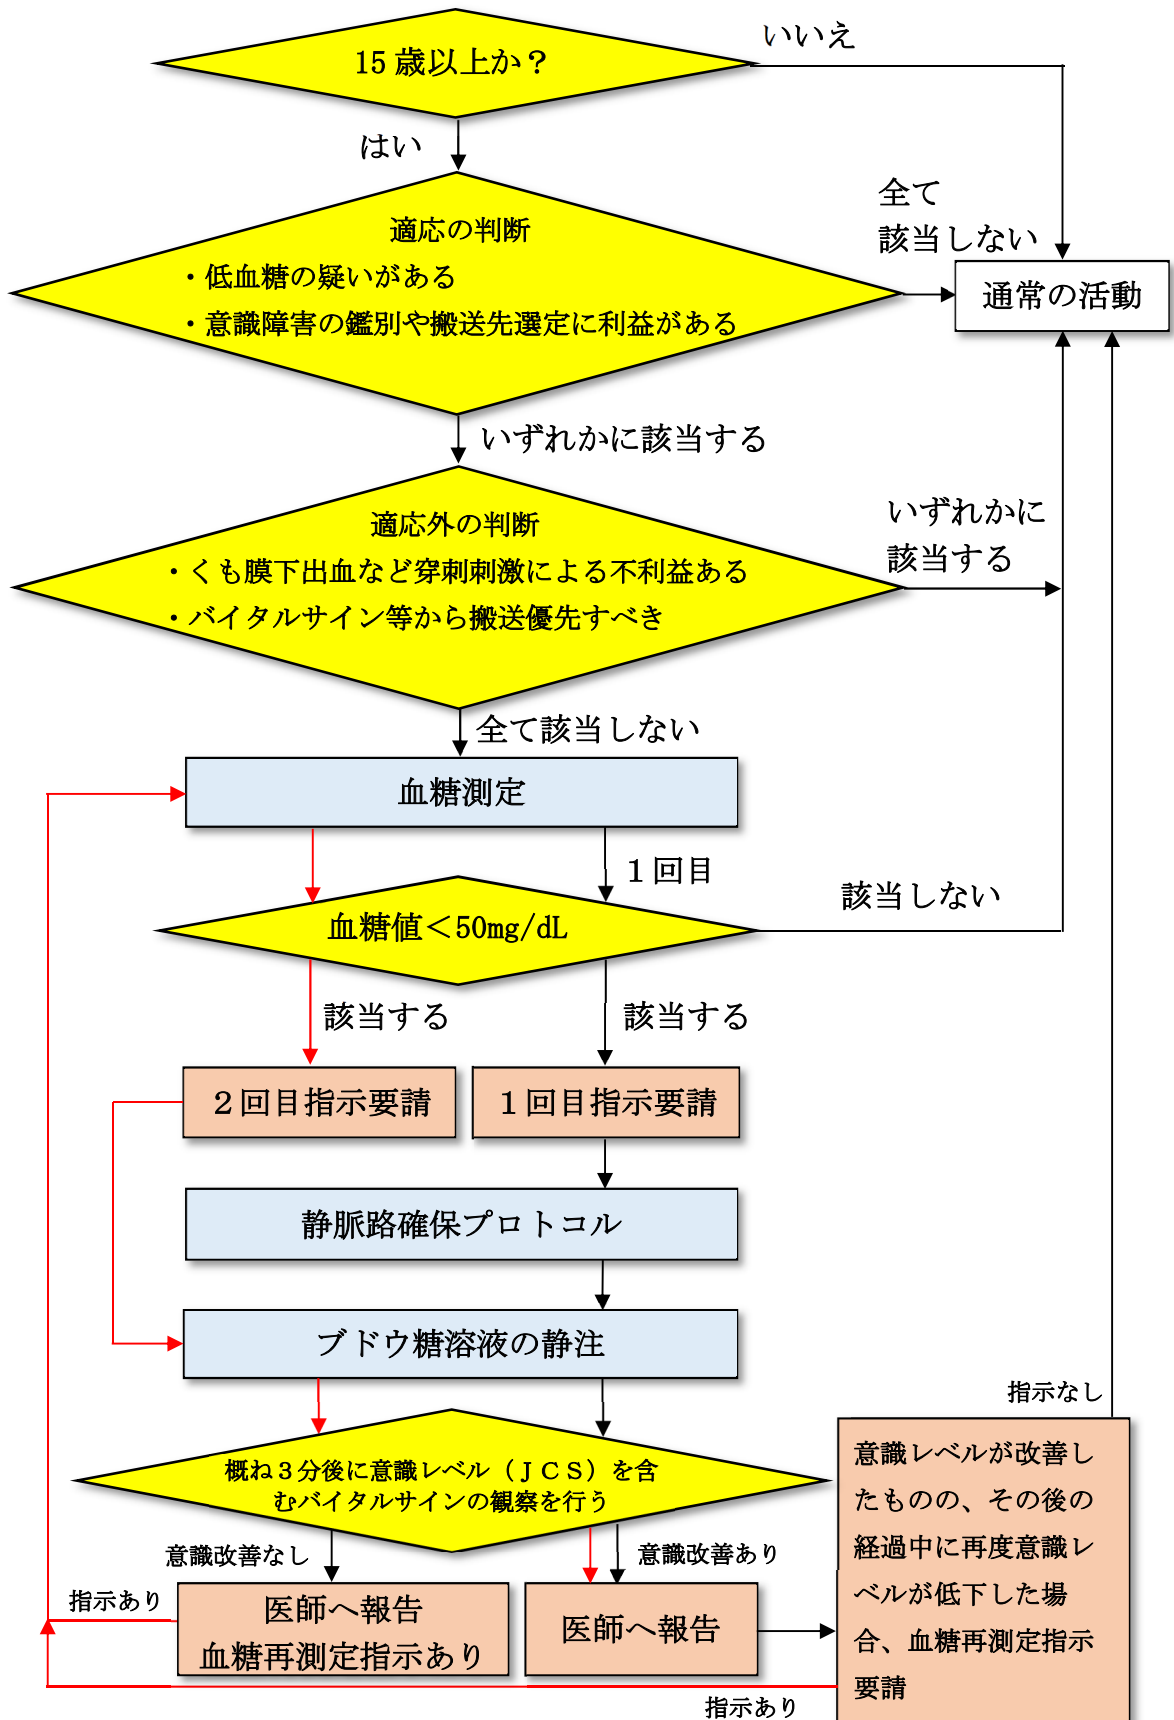 15歳以上か？
いいえ
はい
適応の判断
・低血糖の疑いがある
・意識障害の鑑別や搬送先選定に利益がある
全て
該当しない
通常の活動
いずれかに該当する
適応外の判断
・くも膜下出血など穿刺刺激による不利益ある
・バイタルサイン等から搬送優先すべき
いずれかに
該当する
全て該当しない
血糖測定
１回目
血糖値＜50mg/dL
該当しない
該当する
該当する
２回目指示要請
１回目指示要請
静脈路確保プロトコル
ブドウ糖溶液の静注
概ね３分後に意識レベル（ＪＣＳ）を含
むバイタルサインの観察を行う
意識改善なし
意識改善あり
指示あり
医師へ報告
血糖再測定指示あり
医師へ報告
指示なし
意識レベルが改善し
たものの、その後の
経過中に再度意識レ
ベルが低下した場
合、血糖再測定指示
要請
指示あり